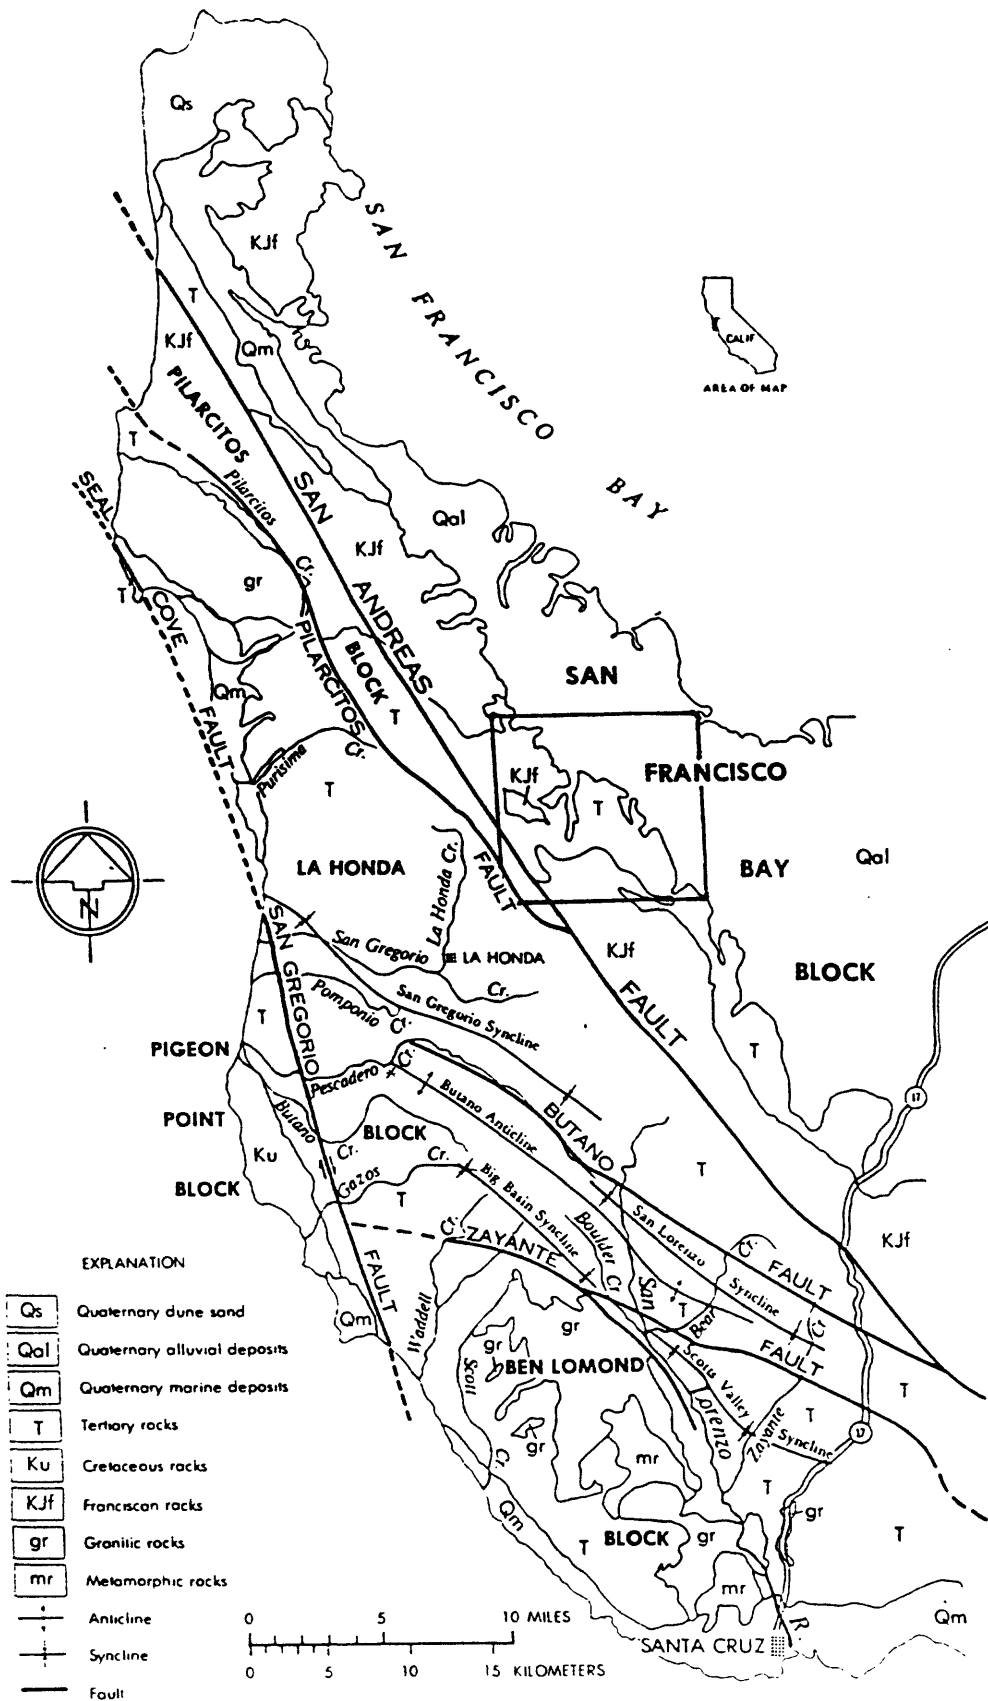 Qs
SAN FRANCISCO BAY
KJf
T
KJf
Qm
CALIF
AREA OF MAP
PILARCITOS
T
SEAL
Pilarcitos
SAN
Qal
KJf
Cr.
gr
T
COVE
ANDREAS
PILARCITOS
BLOCK
SAN
Qm
FAULT
T
Cr.
Purisima
T
KJf
FRANCISCO
T
LA HONDA
La Honda Cr.
FAULT
BAY
Qal
SAN GREGORIO
San Gregorio
LA HONDA
KJf
BLOCK
Cr.
FAULT
N
Pomponio
Cr.
San Gregorio Syncline
T
T
PIGEON
Pescadero
Cr.
17
Butano Anticline
BUTANO
POINT
Butano
BLOCK
Ku
Cr.
Cr.
T
BLOCK
Gazos
Big Basin Syncline
T
Boulder Cr
San Lorenzo Syncline
KJf
Cr.
ZAYANTE
Cr.
FAULT
San
T
Bear
Cr
FAULT
Qm
Waddell
gr
gr
BEN LOMOND
Scott
Scotts Valley Syncline
FAULT
T
Lorenzo
Zayante
T
17
gr
mr
Cr.
T
gr
Qm
T
BLOCK
gr
T
mr
Qm
R
SANTA CRUZ
EXPLANATION
Qs Quaternary dune sand
Qal Quaternary alluvial deposits
Qm Quaternary marine deposits
T Tertiary rocks
Ku Cretaceous rocks
KJf Franciscan rocks
gr Granitic rocks
mr Metamorphic rocks
Anticline
Syncline
Fault
0 5 10 MILES
0 5 10 15 KILOMETERS